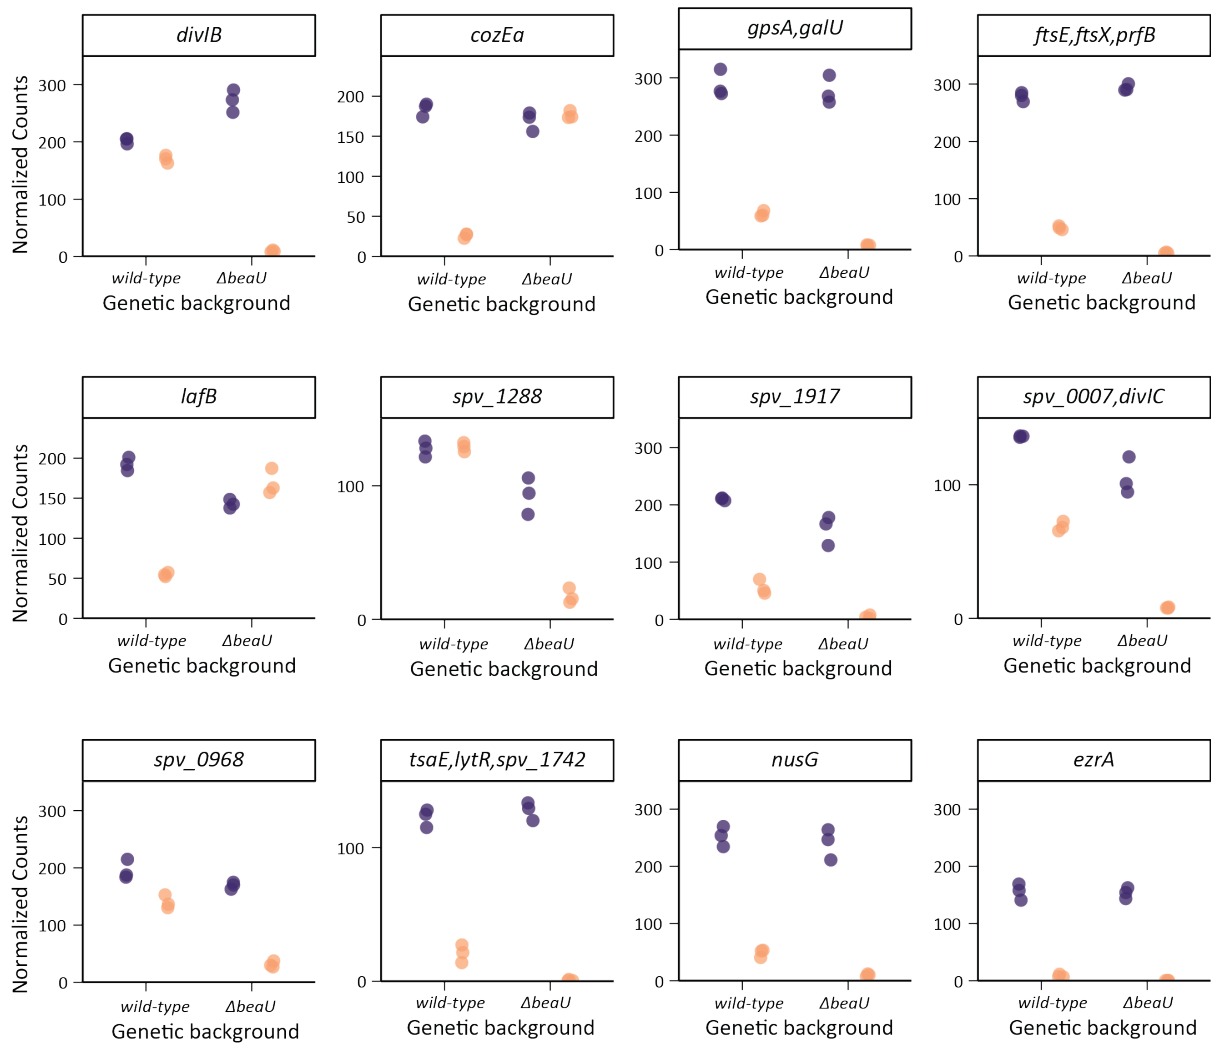 divIB
cozEa
gpsA,galU
ftsE,ftsX,prfB
Normalized Counts
300
200
100
0
200
150
100
50
0
300
200
100
0
300
200
100
0
wild-type ΔbeaU
Genetic background
wild-type ΔbeaU
Genetic background
wild-type ΔbeaU
Genetic background
wild-type ΔbeaU
Genetic background
lafB
spv_1288
spv_1917
spv_0007,divIC
Normalized Counts
200
150
100
50
0
100
0
300
200
100
0
100
0
wild-type ΔbeaU
Genetic background
wild-type ΔbeaU
Genetic background
wild-type ΔbeaU
Genetic background
wild-type ΔbeaU
Genetic background
spv_0968
tsaE,lytR,spv_1742
nusG
ezrA
Normalized Counts
300
200
100
0
100
0
300
200
100
0
300
200
100
0
wild-type ΔbeaU
Genetic background
wild-type ΔbeaU
Genetic background
wild-type ΔbeaU
Genetic background
wild-type ΔbeaU
Genetic background